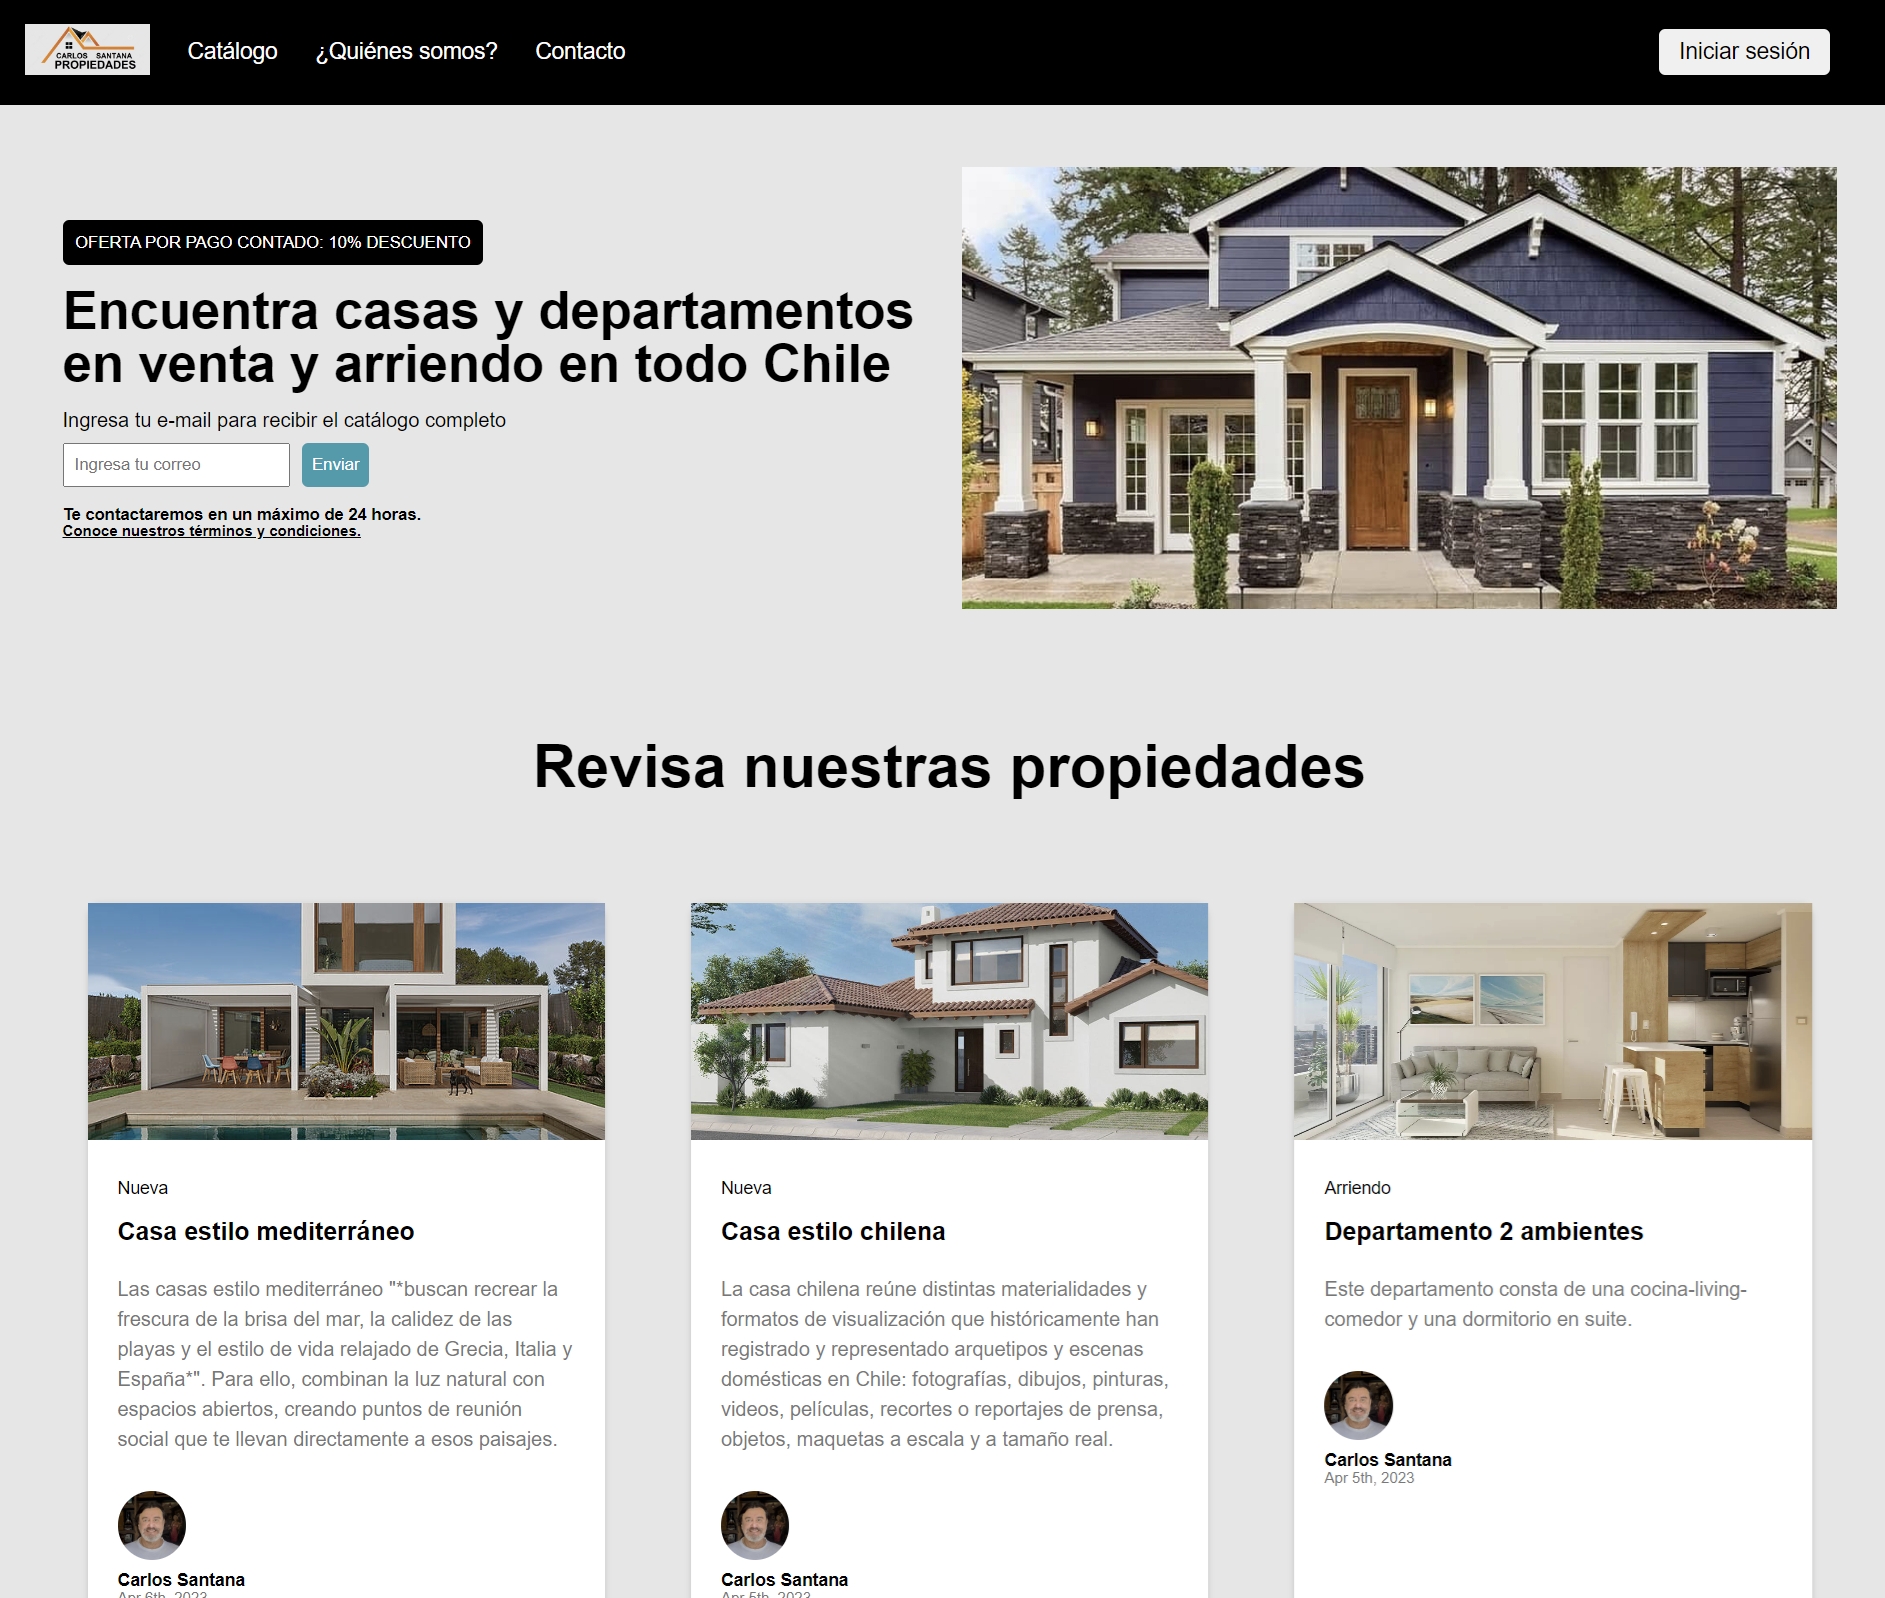 CARLOS SANTANA
PROPIEDADES
Catálogo
¿Quiénes somos?
Contacto
Iniciar sesión
OFERTA POR PAGO CONTADO: 10% DESCUENTO
Encuentra casas y departamentos
en venta y arriendo en todo Chile
Ingresa tu e-mail para recibir el catálogo completo
Ingresa tu correo
Enviar
Te contactaremos en un máximo de 24 horas.
Conoce nuestros términos y condiciones.
Revisa nuestras propiedades
Nueva
Casa estilo mediterráneo
Las casas estilo mediterráneo "*buscan recrear la
frescura de la brisa del mar, la calidez de las
playas y el estilo de vida relajado de Grecia, Italia y
España*". Para ello, combinan la luz natural con
espacios abiertos, creando puntos de reunión
social que te llevan directamente a esos paisajes.
Carlos Santana
Apr 6th, 2023
Nueva
Casa estilo chilena
La casa chilena reúne distintas materialidades y
formatos de visualización que históricamente han
registrado y representado arquetipos y escenas
domésticas en Chile: fotografías, dibujos, pinturas,
videos, películas, recortes o reportajes de prensa,
objetos, maquetas a escala y a tamaño real.
Carlos Santana
Apr 5th, 2023
Arriendo
Departamento 2 ambientes
Este departamento consta de una cocina-living-
comedor y una dormitorio en suite.
Carlos Santana
Apr 5th, 2023